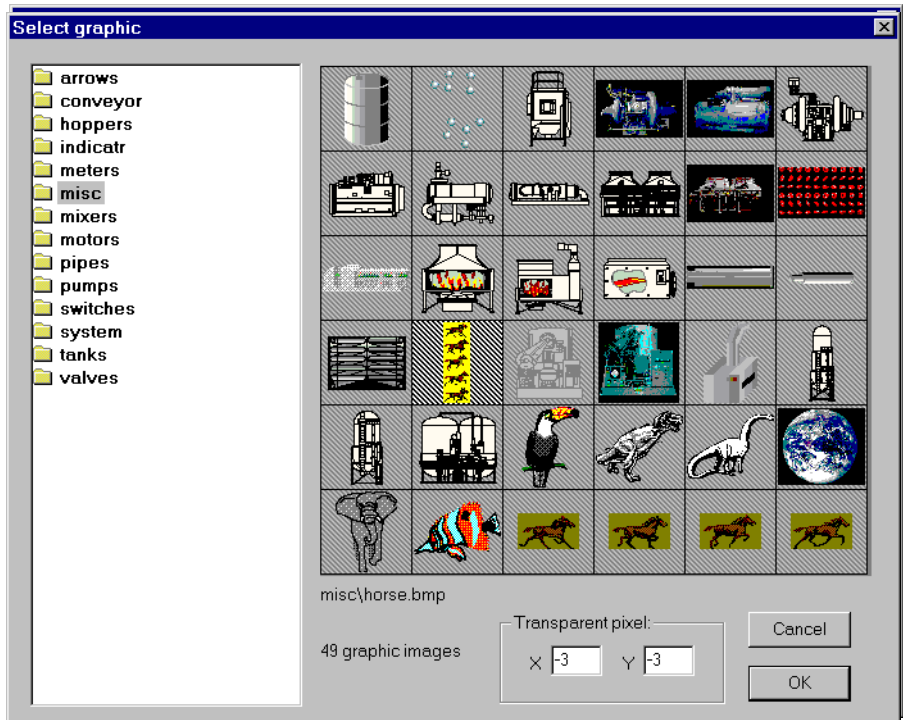 Select graphic
arrows
conveyor
hoppers
indicatr
meters
misc
mixers
motors
pipes
pumps
switches
system
tanks
valves
misc\horse.bmp
49 graphic images
Transparent pixel:
X -3 Y -3
Cancel
OK